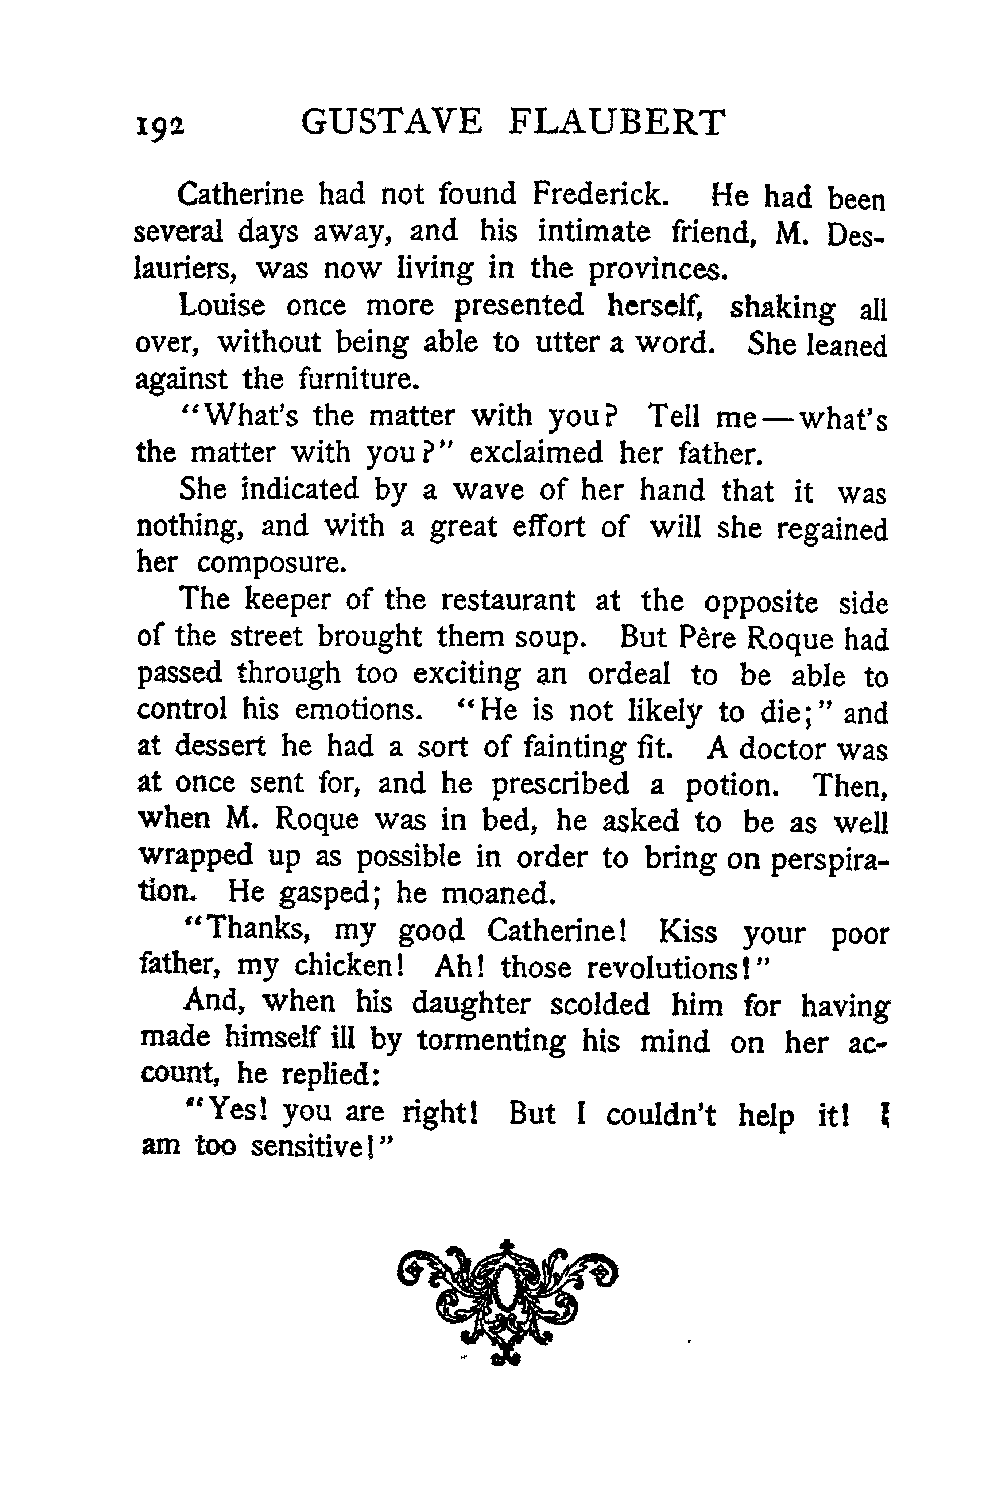 192 GUSTAVE FLAUBERT
Catherine had not found Frederick. He had been
several days away, and his intimate friend, M. Des-
lauriers, was now living in the provinces.
Louise once more presented herself, shaking all
over, without being able to utter a word. She leaned
against the furniture.
"What's the matter with you? Tell me—what's
the matter with you?" exclaimed her father.
She indicated by a wave of her hand that it was
nothing, and with a great effort of will she regained
her composure.
The keeper of the restaurant at the opposite side
of the street brought them soup. But Père Roque had
passed through too exciting an ordeal to be able to
control his emotions. "He is not likely to die;" and
at dessert he had a sort of fainting fit. A doctor was
at once sent for, and he prescribed a potion. Then,
when M. Roque was in bed, he asked to be as well
wrapped up as possible in order to bring on perspira-
tion. He gasped; he moaned.
"Thanks, my good Catherine! Kiss your poor
father, my chicken! Ah! those revolutions!"
And, when his daughter scolded him for having
made himself ill by tormenting his mind on her ac-
count, he replied:
"Yes! you are right! But I couldn't help it! I
am too sensitive!"